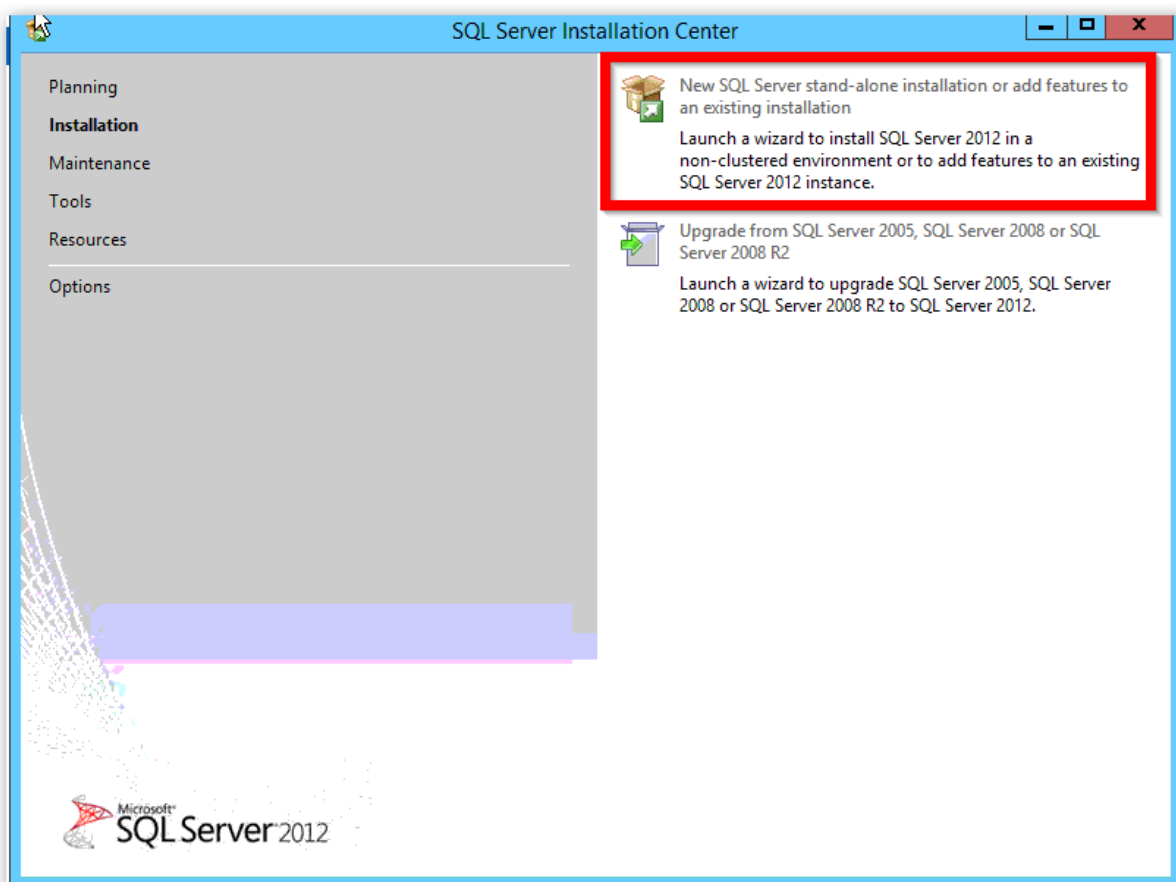 SQL Server Installation Center
Planning
Installation
Maintenance
Tools
Resources
Options
New SQL Server stand-alone installation or add features to
an existing installation
Launch a wizard to install SQL Server 2012 in a
non-clustered environment or to add features to an existing
SQL Server 2012 instance.
Upgrade from SQL Server 2005, SQL Server 2008 or SQL
Server 2008 R2
Launch a wizard to upgrade SQL Server 2005, SQL Server
2008 or SQL Server 2008 R2 to SQL Server 2012.
Microsoft®
SQL Server 2012